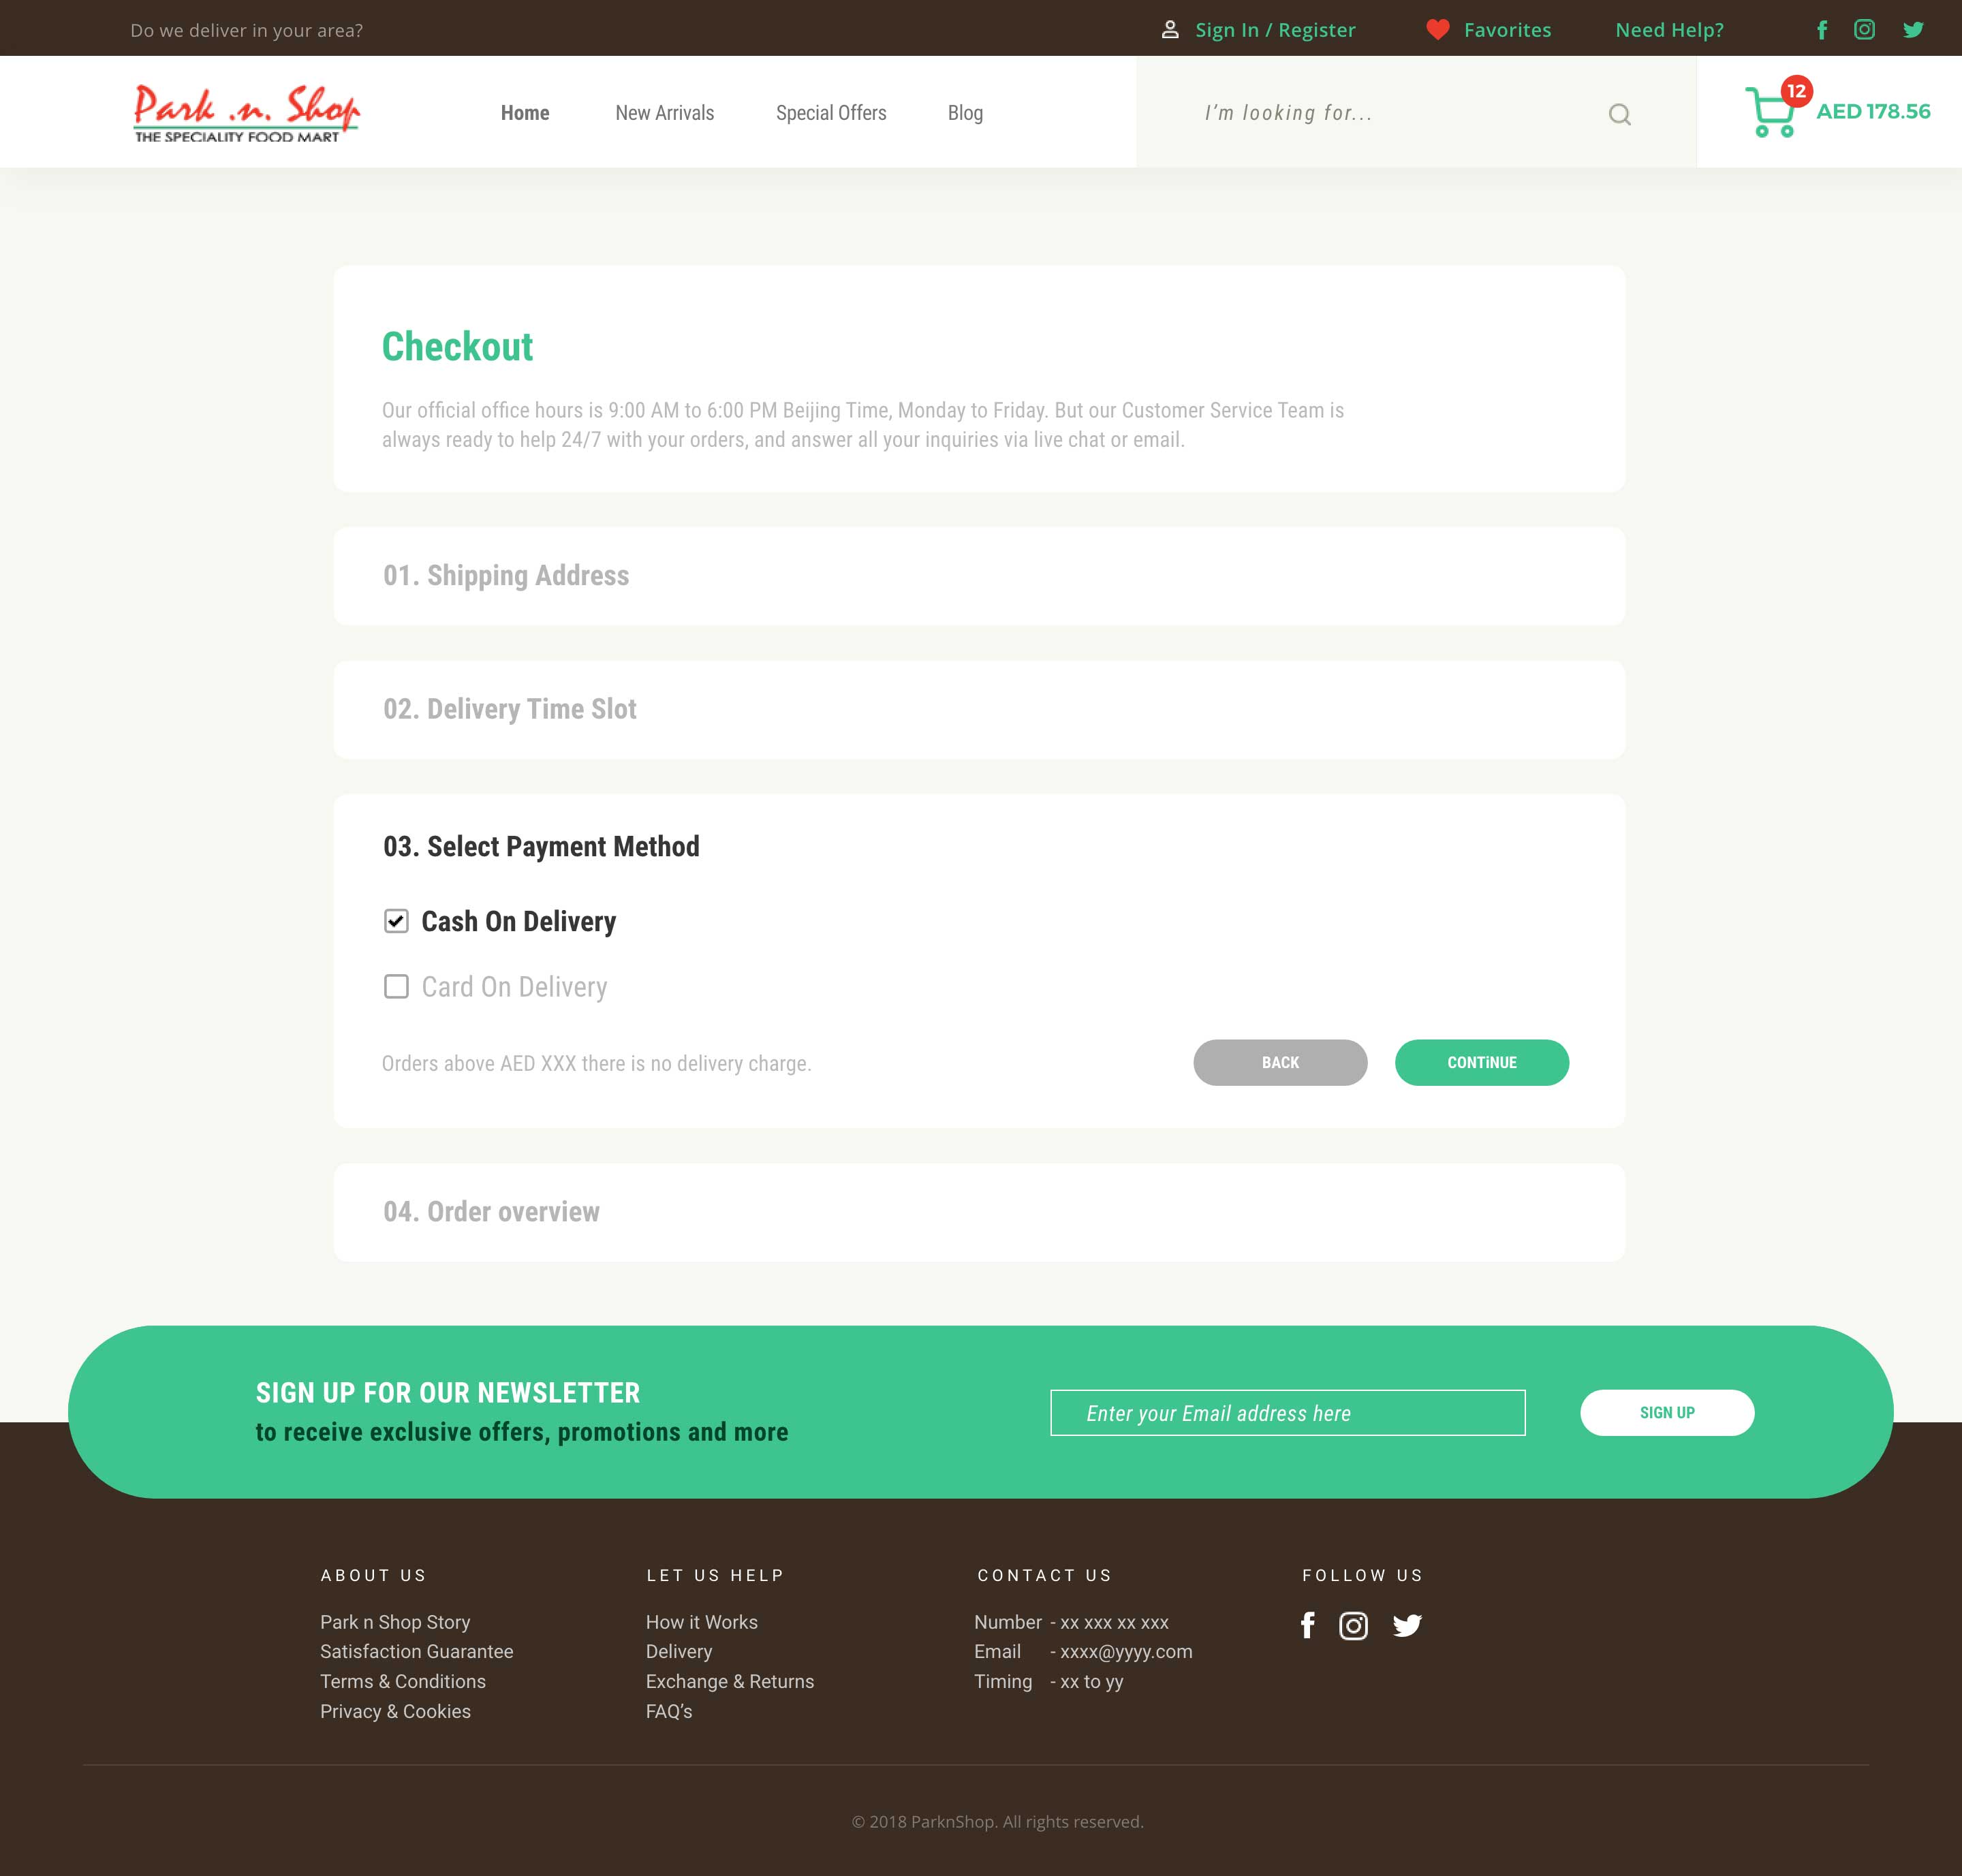 Do we deliver in your area?
Sign In / Register
Favorites
Need Help?
Park .n. Shop
THE SPECIALITY FOOD MART
Home
New Arrivals
Special Offers
Blog
I’m looking for...
12
AED 178.56
Checkout
Our official office hours is 9:00 AM to 6:00 PM Beijing Time, Monday to Friday. But our Customer Service Team is
always ready to help 24/7 with your orders, and answer all your inquiries via live chat or email.
01. Shipping Address
02. Delivery Time Slot
03. Select Payment Method
Cash On Delivery
Card On Delivery
Orders above AED XXX there is no delivery charge.
BACK
CONTiNUE
04. Order overview
SIGN UP FOR OUR NEWSLETTER
to receive exclusive offers, promotions and more
Enter your Email address here
SIGN UP
ABOUT US
Park n Shop Story
Satisfaction Guarantee
Terms & Conditions
Privacy & Cookies
LET US HELP
How it Works
Delivery
Exchange & Returns
FAQ’s
CONTACT US
Number - xx xxx xx xxx
Email - xxxx@yyyy.com
Timing - xx to yy
FOLLOW US
© 2018 ParknShop. All rights reserved.